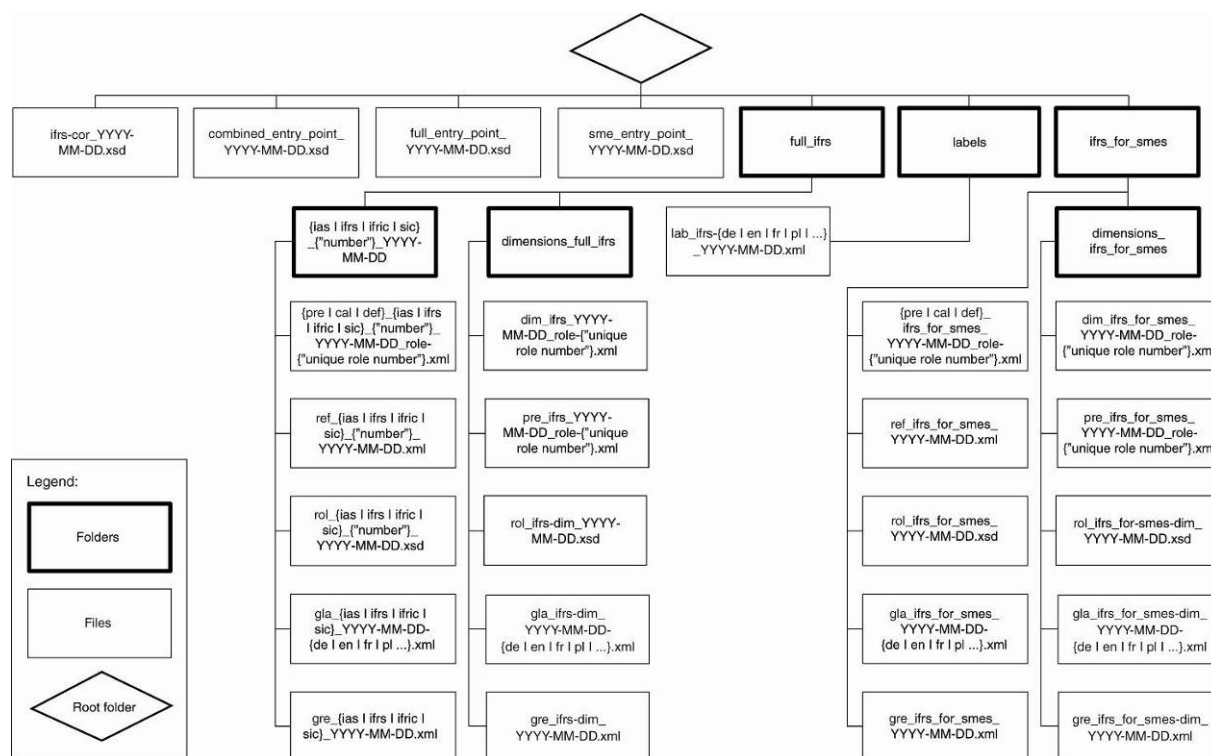 ifrs-cor_YYYY-
MM-DD.xsd
combined_entry_point_
YYYY-MM-DD.xsd
full_entry_point_
YYYY-MM-DD.xsd
sme_entry_point_
YYYY-MM-DD.xsd
full_ifrs
labels
ifrs_for_smes
{ias I ifrs I ifric I sic}
_{"number"}_YYYY-
MM-DD
dimensions_full_ifrs
lab_ifrs-{de I en I fr I pl I ...}
_YYYY-MM-DD.xml
dimensions_
ifrs_for_smes
{pre I cal I def}_{ias I ifrs
I ifric I sic}_{"number"}_
YYYY-MM-DD_role-
{"unique role number"}.xml
dim_ifrs_YYYY-
MM-DD_role-{"unique
role number"}.xml
{pre I cal I def}_
ifrs_for_smes_
YYYY-MM-DD_role-
{"unique role number"}.xml
dim_ifrs_for_smes_
YYYY-MM-DD_role-
{"unique role number"}.xml
ref_{ias I ifrs I ifric I
sic}_{"number"}_
YYYY-MM-DD.xml
pre_ifrs_YYYY-
MM-DD_role-{"unique
role number"}.xml
ref_ifrs_for_smes_
YYYY-MM-DD.xml
pre_ifrs_for_smes_
YYYY-MM-DD_role-
{"unique role number"}.xml
Legend:
Folders
Files
Root folder
rol_{ias I ifrs I ifric I
sic}_{"number"}_
YYYY-MM-DD.xsd
rol_ifrs-dim_YYYY-
MM-DD.xsd
rol_ifrs_for_smes_
YYYY-MM-DD.xsd
rol_ifrs_for-smes-dim_
YYYY-MM-DD.xsd
gla_{ias I ifrs I ifric I
sic}_YYYY-MM-DD-
{de I en I fr I pl ...}.xml
gla_ifrs-dim_
YYYY-MM-DD-
{de I en I fr I pl I ...}.xml
gla_ifrs_for_smes_
YYYY-MM-DD-
{de I en I fr I pl ...}.xml
gla_ifrs_for_smes-dim_
YYYY-MM-DD-
{de I en I fr I pl I ...}.xml
gre_{ias I ifrs I ifric I
sic}_YYYY-MM-DD.xml
gre_ifrs-dim_
YYYY-MM-DD.xml
gre_ifrs_for_smes_
YYYY-MM-DD.xml
gre_ifrs_for_smes-dim_
YYYY-MM-DD.xml